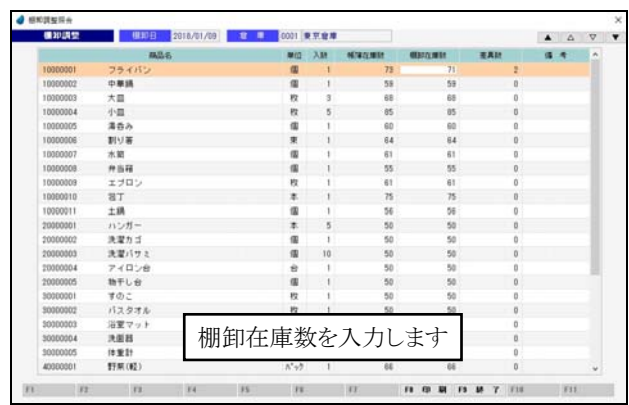 棚卸調整照会
棚卸調整 棚卸日 2018/01/09 倉庫 0001 東京倉庫
商品名 単位 入数 帳簿在庫数 棚卸在庫数 差異数 備考
10000001 フライパン 個 1 73 71 2
10000002 中華鍋 個 1 59 59 0
10000003 大皿 枚 3 68 68 0
10000004 小皿 枚 5 85 85 0
10000005 湯呑み 個 1 60 60 0
10000006 割り箸 束 1 64 64 0
10000007 水筒 個 1 61 61 0
10000008 弁当箱 個 1 55 55 0
10000009 エプロン 枚 1 61 61 0
10000010 包丁 本 1 75 75 0
10000011 土鍋 個 1 56 56 0
20000001 ハンガー 本 5 50 50 0
20000002 洗濯カゴ 個 1 50 50 0
20000003 洗濯バサミ 個 10 50 50 0
20000004 アイロン台 台 1 50 50 0
20000005 物干し台 個 1 50 50 0
30000001 すのこ 枚 1 50 50 0
30000002 バスタオル 枚 1 50 50 0
30000003 浴室マット 0
30000004 洗面器 0
30000005 体重計 0
40000001 野菜(軽) パック 1 66 66 0
棚卸在庫数を入力します
F1 F2 F3 F4 F5 F6 F7 F8 印刷 F9 終了 F10 F11